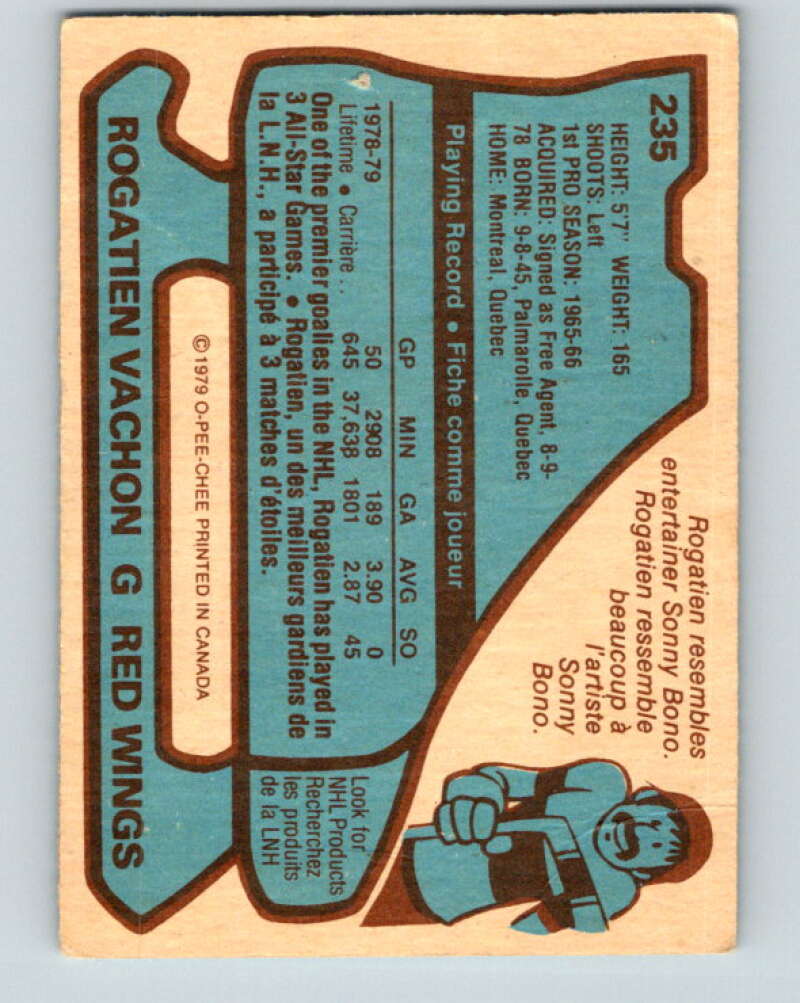 235
HEIGHT: 5'7" WEIGHT: 165
SHOOTS: Left
1st PRO SEASON: 1965-66
ACQUIRED: Signed as Free Agent, 8-9-
78 BORN: 9-8-45, Palmarolle, Quebec
HOME: Montreal, Quebec
Rogatien resembles
entertainer Sonny Bono.
Rogatien ressemble
beaucoup à
l'artiste
Sonny
Bono.
Playing Record • Fiche comme joueur
GP MIN GA AVG SO
1978-79 50 2908 189 3.90 0
Lifetime • Carrière . . 645 37,638 1801 2.87 45
One of the premier goalies in the NHL, Rogatien has played in
3 All-Star Games. • Rogatien, un des meilleurs gardiens de
la L.N.H., a participé à 3 matches d'étoiles.
Look for
NHL Products
Recherchez
les produits
de la LNH
©1979 O-PEE-CHEE PRINTED IN CANADA
ROGATIEN VACHON G RED WINGS